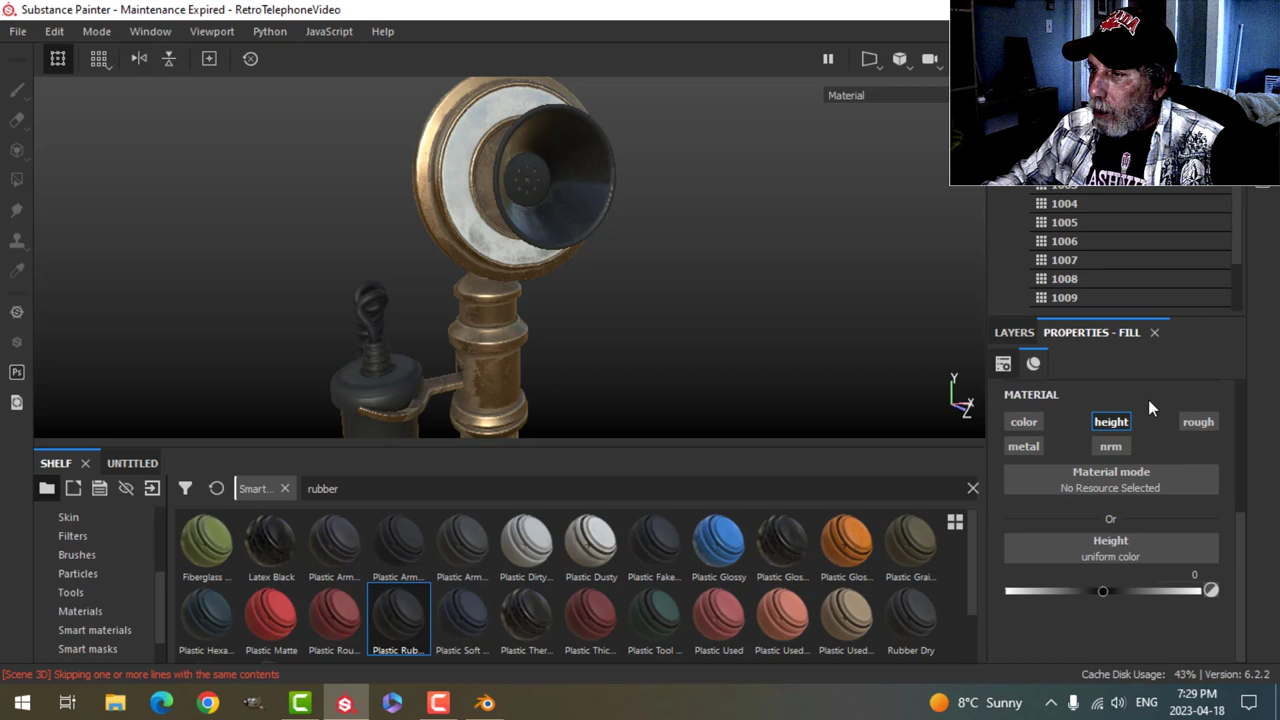 Substance Painter - Maintenance Expired - RetroTelephoneVideo
File Edit Mode Window Viewport Python JavaScript Help
Material
NASHVILLE
1004
1005
1006
1007
1008
1009
LAYERS PROPERTIES - FILL
MATERIAL
color height rough
metal nrm
Material mode
No Resource Selected
Or
Height
uniform color
0
SHELF UNTITLED
Smart... rubber
Skin
Filters
Brushes
Particles
Tools
Materials
Smart materials
Smart masks
Fiberglass ... Latex Black Plastic Arm... Plastic Arm... Plastic Arm... Plastic Dirty... Plastic Dusty Plastic Fake... Plastic Glossy Plastic Glos... Plastic Glos... Plastic Grai...
Plastic Hexa... Plastic Matte Plastic Rou... Plastic Rub... Plastic Soft ... Plastic Ther... Plastic Thic... Plastic Tool ... Plastic Used Plastic Used... Plastic Used... Rubber Dry
[Scene 3D] Skipping one or more lines with the same contents
Cache Disk Usage: 43% | Version: 6.2.2
8°C Sunny
ENG
7:29 PM
2023-04-18
Y
Z
Ps